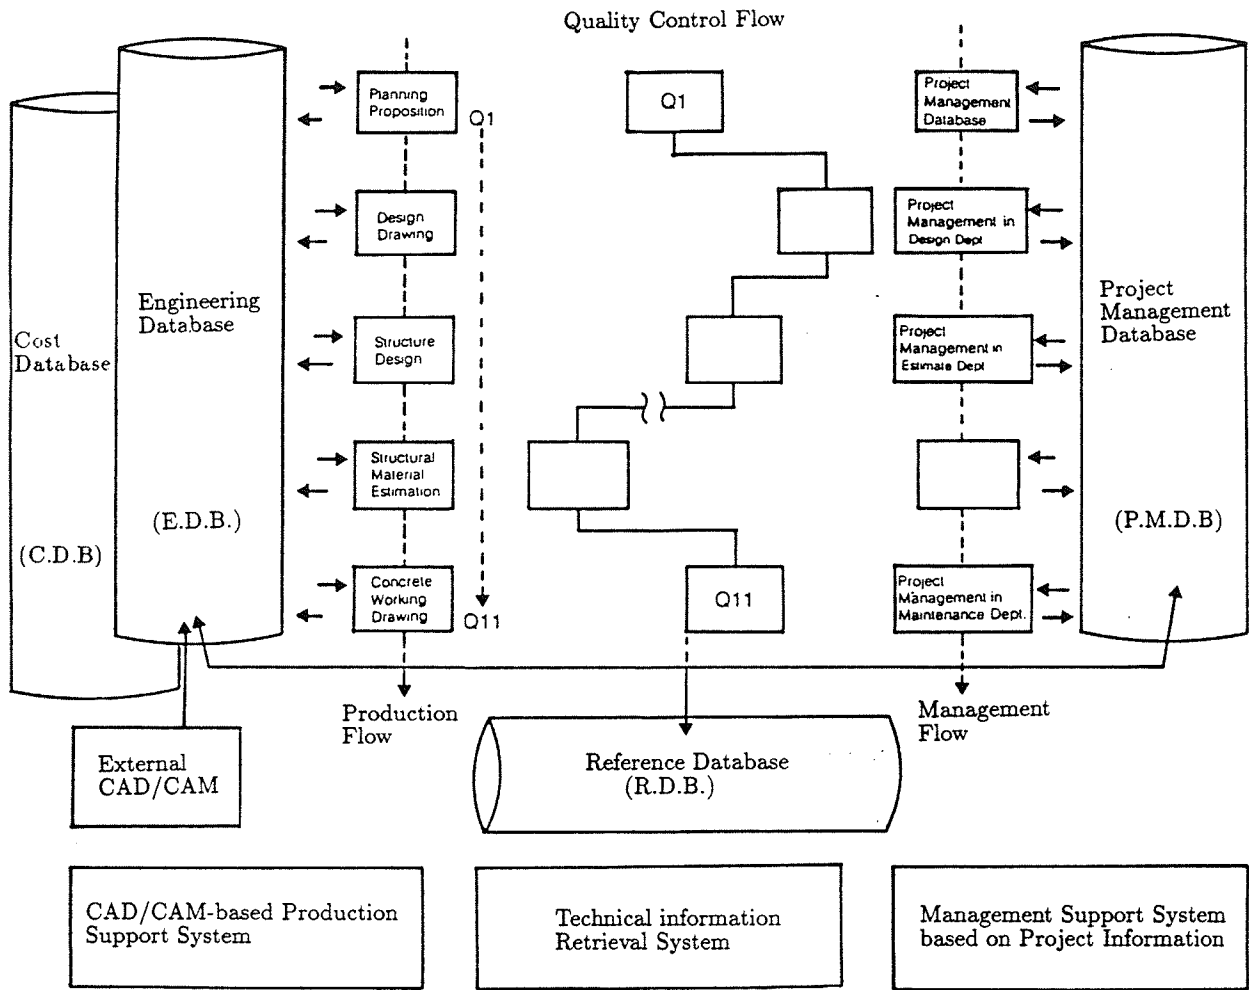 Quality Control Flow
Cost
Database
(C.D.B)
Engineering
Database
(E.D.B.)
Planning
Proposition
Q1
Design
Drawing
Structure
Design
Structural
Material
Estimation
Concrete
Working
Drawing
Q11
Production
Flow
Q1
Q11
Project
Management
Database
Project
Management in
Design Dept
Project
Management in
Estimate Dept
Project
Management in
Maintenance Dept.
Management
Flow
Project
Management
Database
(P.M.D.B)
External
CAD/CAM
Reference Database
(R.D.B.)
CAD/CAM-based Production
Support System
Technical information
Retrieval System
Management Support System
based on Project Information